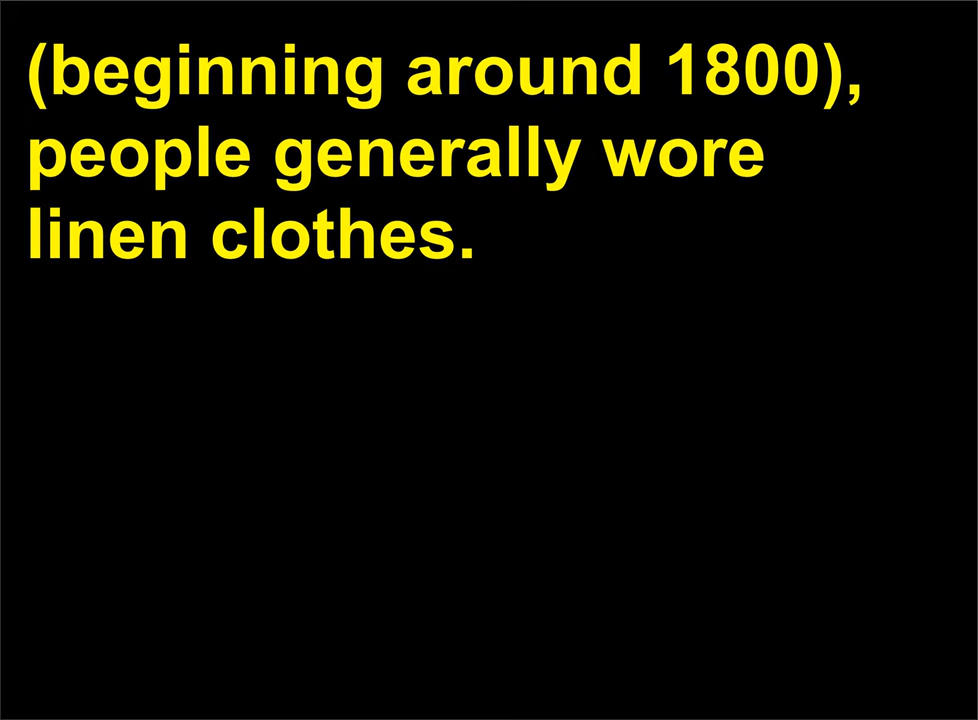 (beginning around 1800),
people generally wore
linen clothes.